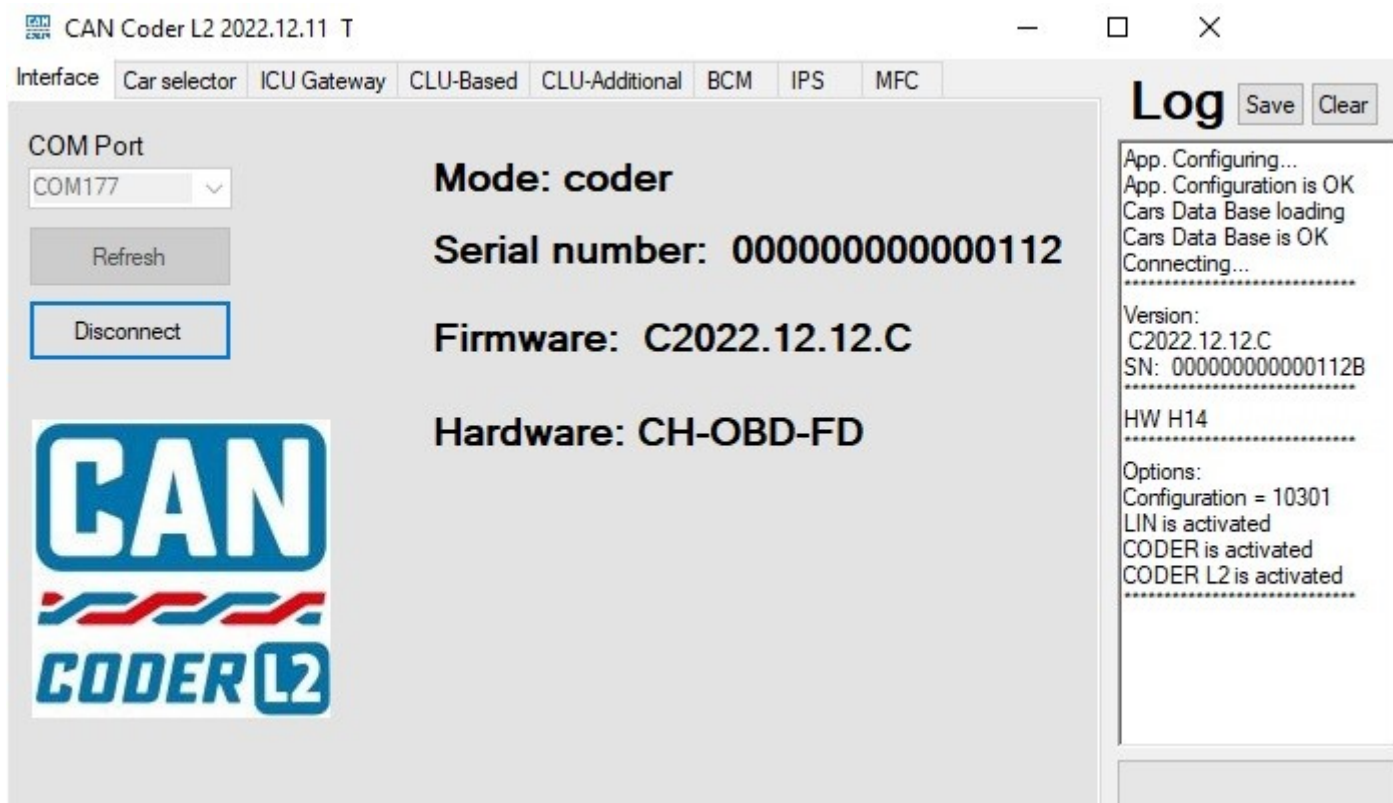 CAN Coder L2 2022.12.11 T
Interface Car selector ICU Gateway CLU-Based CLU-Additional BCM IPS MFC
COM Port
COM177
Refresh
Disconnect
Mode: coder
Serial number: 000000000000112
Firmware: C2022.12.12.C
Hardware: CH-OBD-FD
CAN
CODER L2
Log Save Clear
App. Configuring...
App. Configuration is OK
Cars Data Base loading
Cars Data Base is OK
Connecting...
******************************
Version:
C2022.12.12.C
SN: 000000000000112B
******************************
HW H14
******************************
Options:
Configuration = 10301
LIN is activated
CODER is activated
CODER L2 is activated
******************************